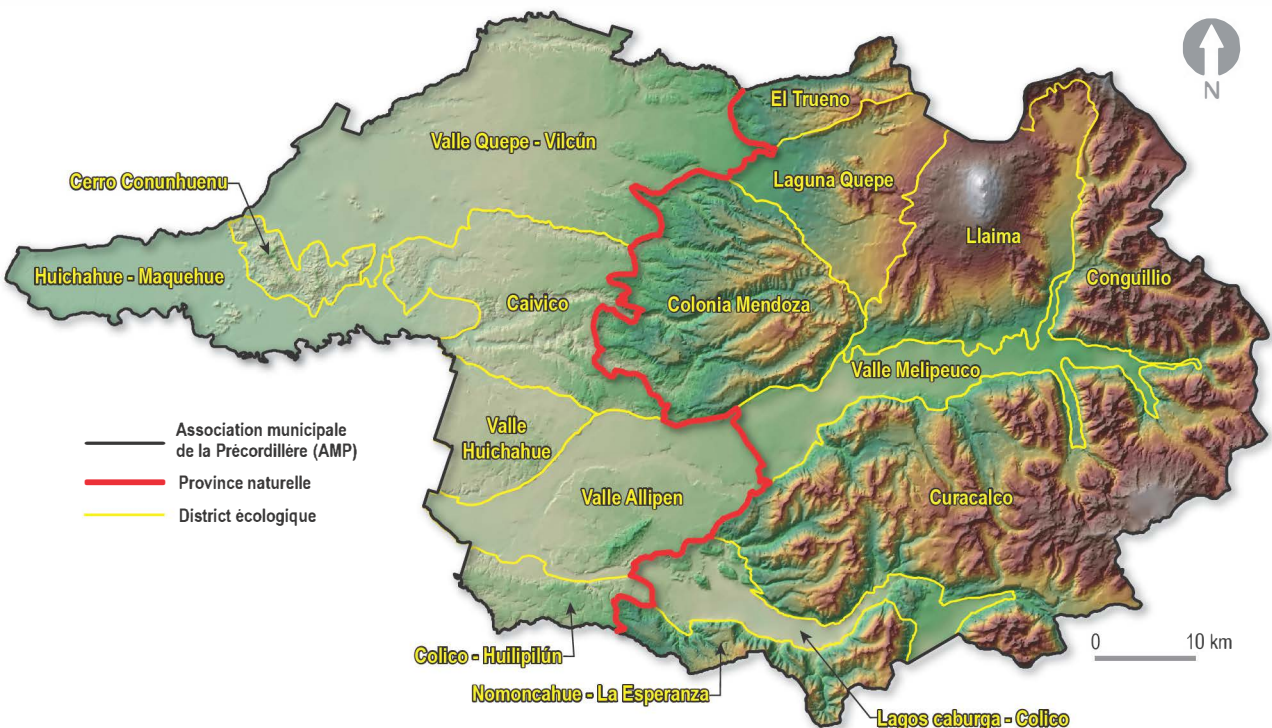 N
El Trueno
Valle Quepe - Vilcún
Cerro Conunhuenu
Laguna Quepe
Llaima
Huichahue - Maquehue
Conguillio
Caivico
Colonia Mendoza
Valle Melipeuco
Association municipale
de la Précordillère (AMP)
Province naturelle
District écologique
Valle
Huichahue
Valle Allipen
Curacalco
0 10 km
Colico - Huilipilún
Nomoncahue - La Esperanza
Lagos caburga - Colico